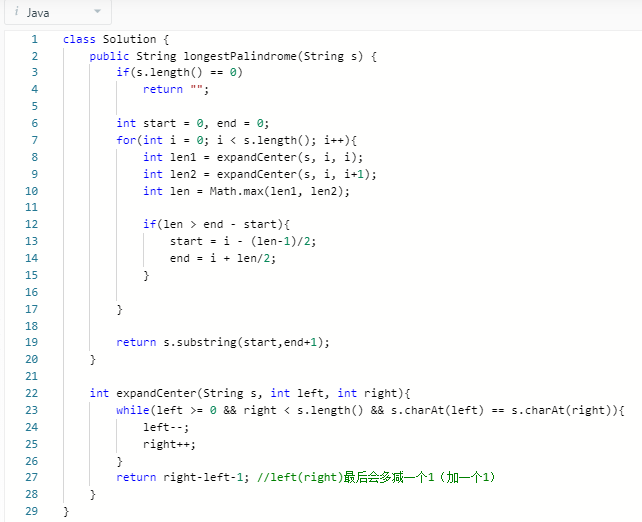 i Java
1 class Solution {
2     public String longestPalindrome(String s) {
3         if(s.length() == 0)
4             return "";
5
6         int start = 0, end = 0;
7         for(int i = 0; i < s.length(); i++){
8             int len1 = expandCenter(s, i, i);
9             int len2 = expandCenter(s, i, i+1);
10             int len = Math.max(len1, len2);
11
12             if(len > end - start){
13                 start = i - (len-1)/2;
14                 end = i + len/2;
15             }
16
17         }
18
19         return s.substring(start,end+1);
20     }
21
22     int expandCenter(String s, int left, int right){
23         while(left >= 0 && right < s.length() && s.charAt(left) == s.charAt(right)){
24             left--;
25             right++;
26         }
27         return right-left-1; //left(right)最后会多减一个1（加一个1）
28     }
29 }